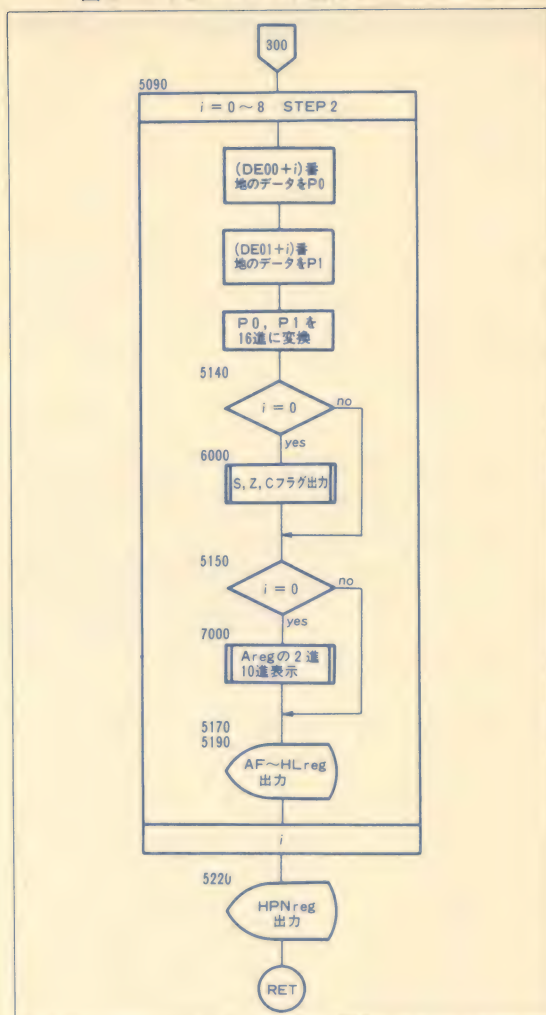 300
5090
i = 0～8 STEP 2
(DE00+i)番
地のデータをP0
(DE01+i)番
地のデータをP1
P0, P1を
16進に変換
5140
i = 0
no
yes
6000
S, Z, Cフラグ出力
5150
i = 0
no
yes
7000
Aregの2進
10進表示
5170
5190
AF～HLreg
出力
i
5220
HPNreg
出力
RET